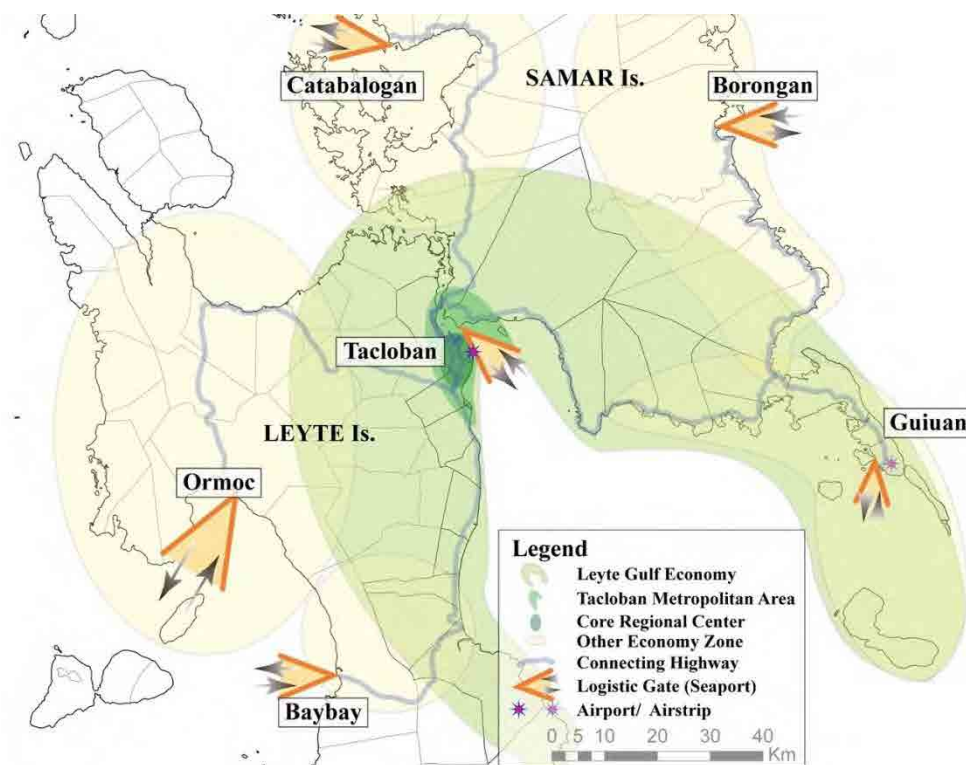 SAMAR Is.
Catabalogan
Borongan
Tacloban
Guiuan
LEYTE Is.
Ormoc
Baybay
Legend
Leyte Gulf Economy
Tacloban Metropolitan Area
Core Regional Center
Other Economy Zone
Connecting Highway
Logistic Gate (Seaport)
Airport/ Airstrip
0 5 10 20 30 40
Km